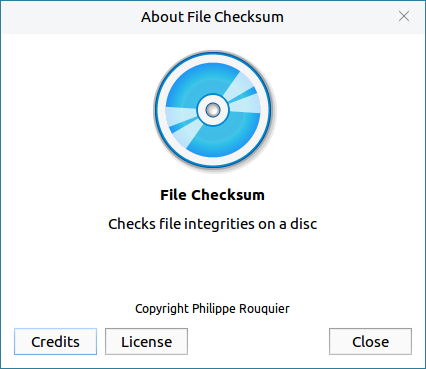 About File Checksum
File Checksum
Checks file integrities on a disc
Copyright Philippe Rouquier
Credits License Close